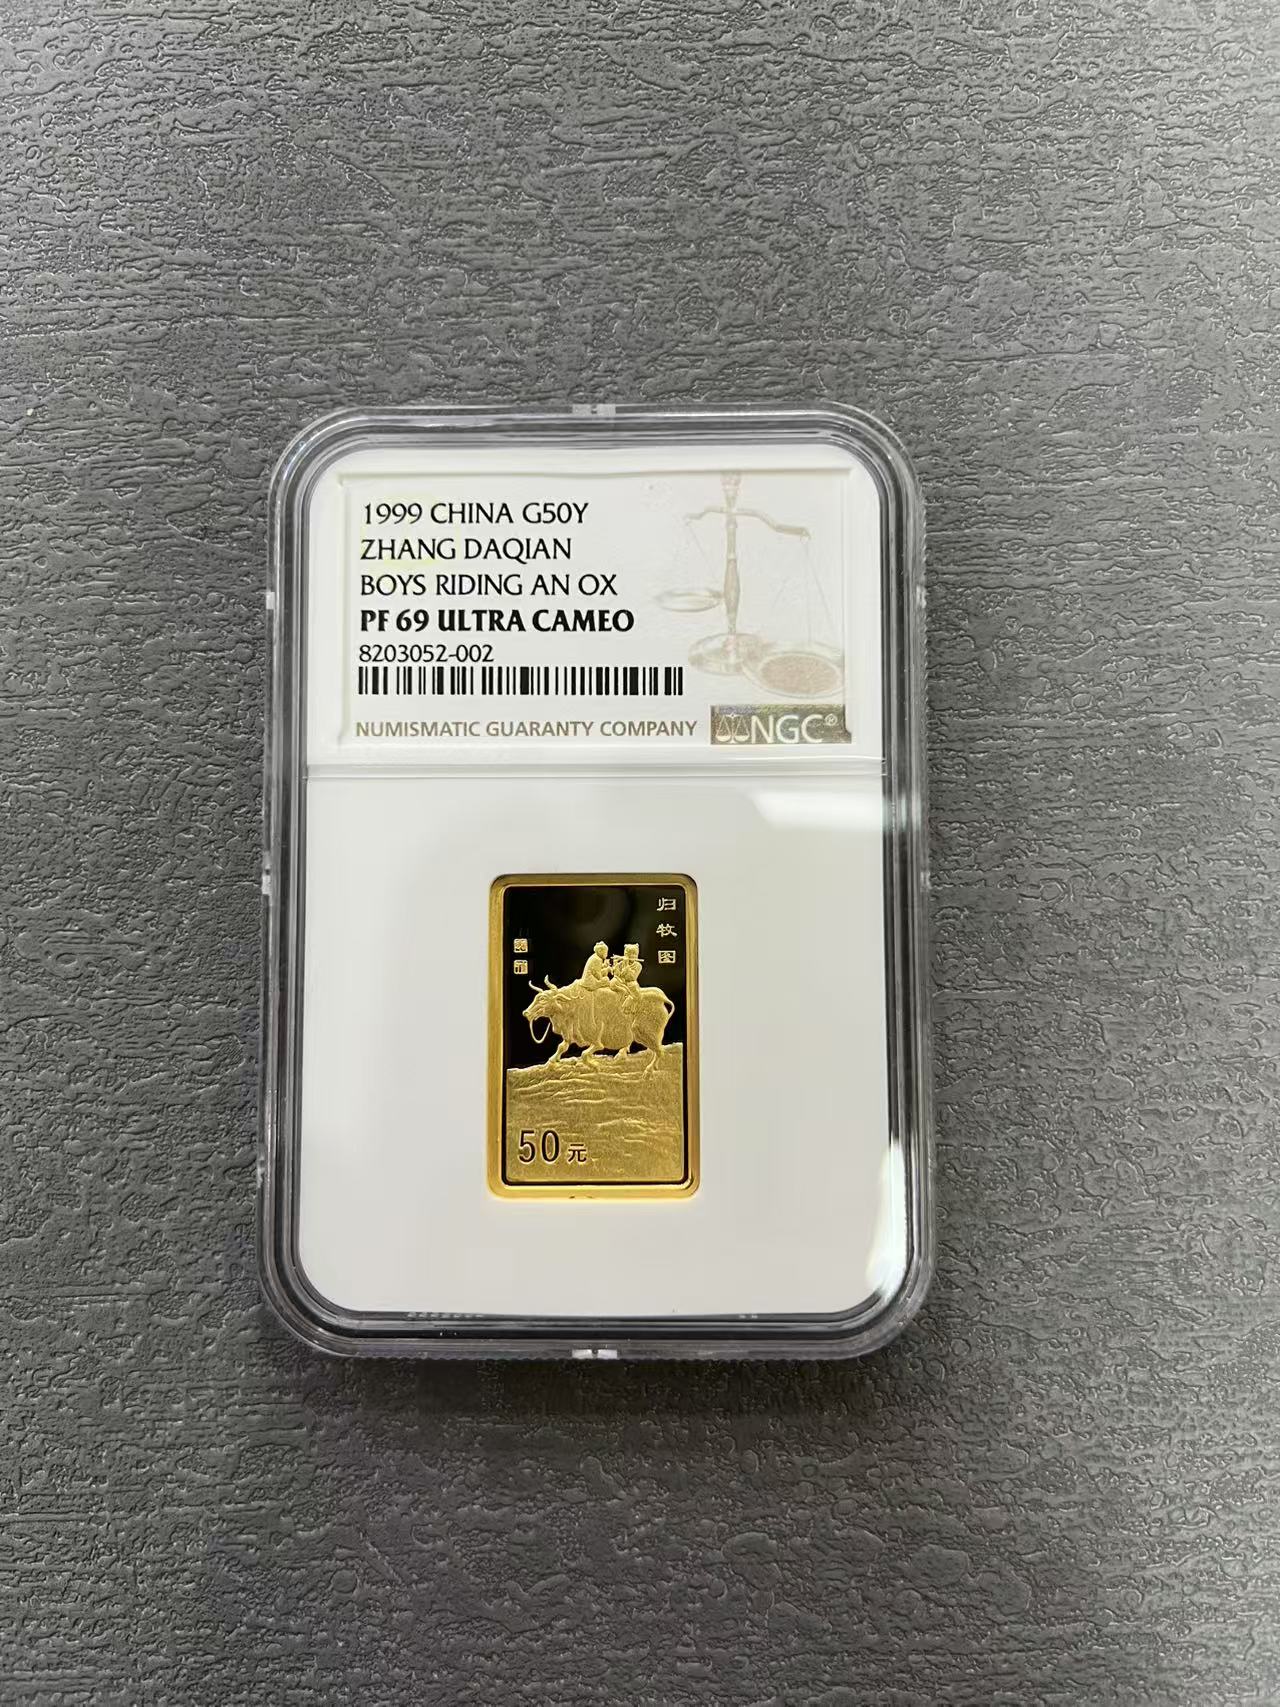 1999 CHINA G50Y
ZHANG DAQIAN
BOYS RIDING AN OX
PF 69 ULTRA CAMEO
8203052-002
NUMISMATIC GUARANTY COMPANY
NGC®
归牧图
50元